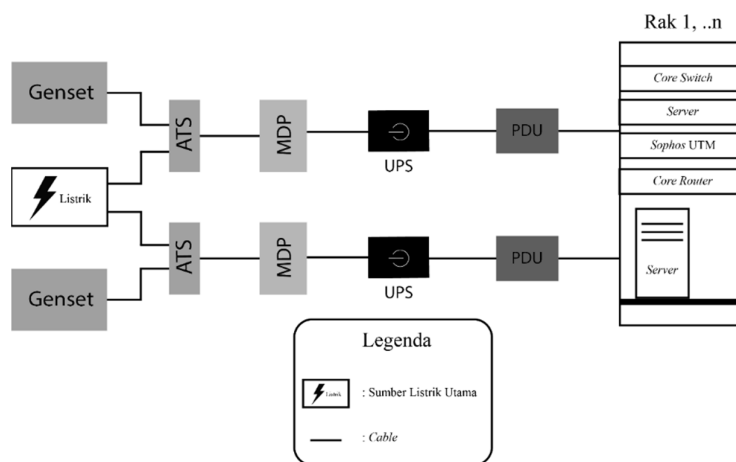 Rak 1, ..n
Genset
ATS
MDP
UPS
PDU
Core Switch
Server
Sophos UTM
Core Router
Listrik
Genset
ATS
MDP
UPS
PDU
Server
Legenda
Listrik
: Sumber Listrik Utama
: Cable